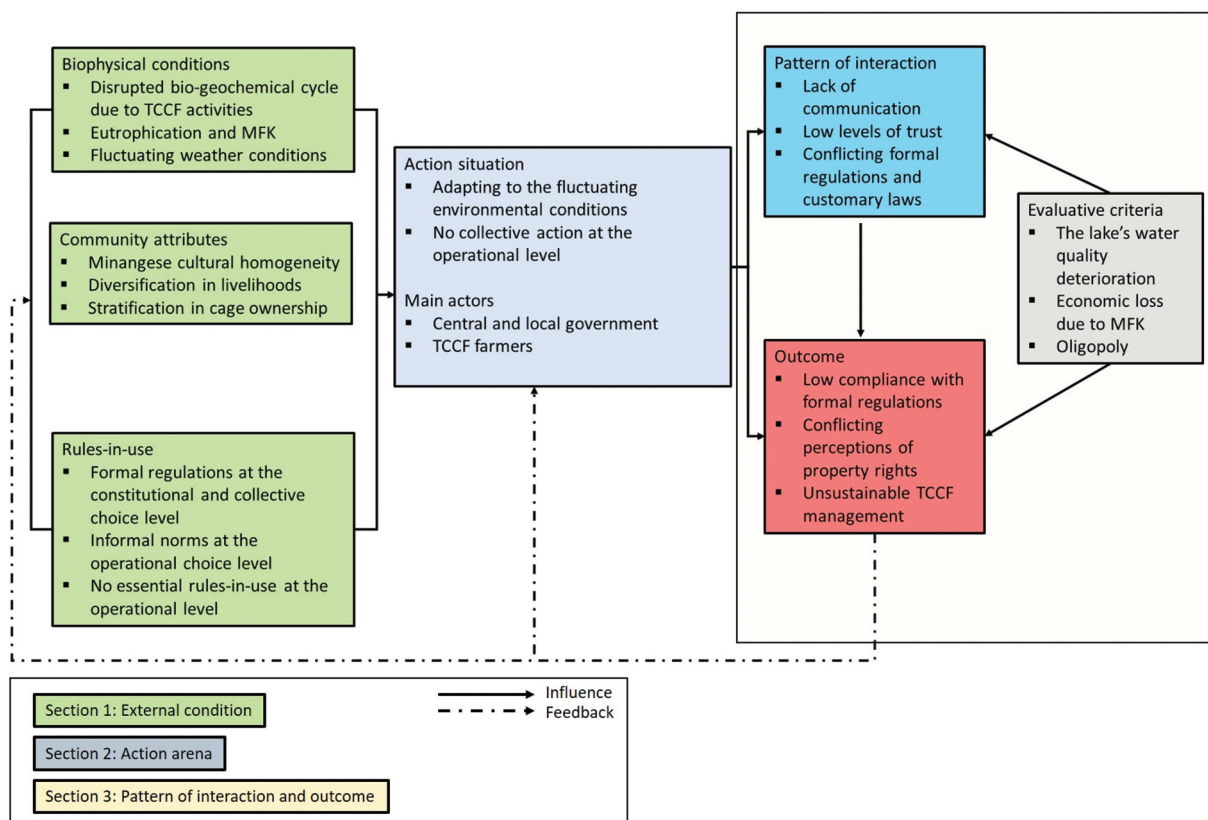 Biophysical conditions
▪ Disrupted bio-geochemical cycle
due to TCCF activities
▪ Eutrophication and MFK
▪ Fluctuating weather conditions
Community attributes
▪ Minangese cultural homogeneity
▪ Diversification in livelihoods
▪ Stratification in cage ownership
Rules-in-use
▪ Formal regulations at the
constitutional and collective
choice level
▪ Informal norms at the
operational choice level
▪ No essential rules-in-use at the
operational level
Action situation
▪ Adapting to the fluctuating
environmental conditions
▪ No collective action at the
operational level
Main actors
▪ Central and local government
▪ TCCF farmers
Pattern of interaction
▪ Lack of
communication
▪ Low levels of trust
▪ Conflicting formal
regulations and
customary laws
Outcome
▪ Low compliance with
formal regulations
▪ Conflicting
perceptions of
property rights
▪ Unsustainable TCCF
management
Evaluative criteria
▪ The lake's water
quality
deterioration
▪ Economic loss
due to MFK
▪ Oligopoly
Section 1: External condition
Section 2: Action arena
Section 3: Pattern of interaction and outcome
Influence
Feedback